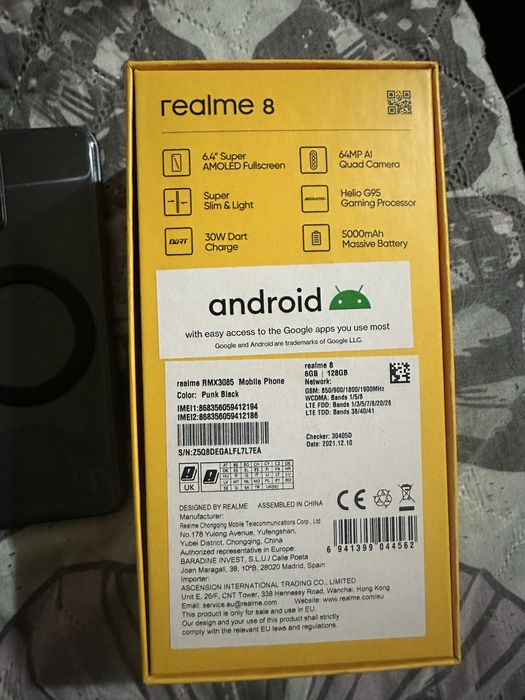 realme 8
6.4" Super
AMOLED Fullscreen
64MP AI
Quad Camera
Super
Slim & Light
MEDIATEK
Helio G95
Gaming Processor
DART
30W Dart
Charge
5000mAh
Massive Battery
android
with easy access to the Google apps you use most
Google and Android are trademarks of Google LLC.
realme RMX3085 Mobile Phone
Color: Punk Black
IMEI1:868356059412194
IMEI2:868356059412186
S/N:Z5Q8DEGALFL7L7EA
realme 8
6GB | 128GB
Network:
GSM: 850/900/1800/1900MHz
WCDMA: Bands 1/5/8
LTE FDD: Bands 1/3/5/7/8/20/28
LTE TDD: Bands 38/40/41
Checker: 30405D
Date: 2021.12.10
UK
DESIGNED BY REALME ASSEMBLED IN CHINA
Manufacturer:
Realme Chongqing Mobile Telecommunications Corp., Ltd
No.178 Yulong Avenue, Yufengshan,
Yubei District, Chongqing, China
Authorized representative in Europe:
BARADINE INVEST, S.L.U / Calle Poeta
Joan Maragall, 38, 10ºB, 28020 Madrid, Spain
Importer:
ASCENSION INTERNATIONAL TRADING CO., LIMITED
Unit E, 26/F, CNT Tower, 338 Hennessy Road, Wanchai, Hong Kong
Email: service.eu@realme.com Website: www.realme.com/eu
This product is only for sale and use in EU.
Our design and your use of this product shall strictly
comply with the relevant EU laws and regulations.
CE
6 941399 044562